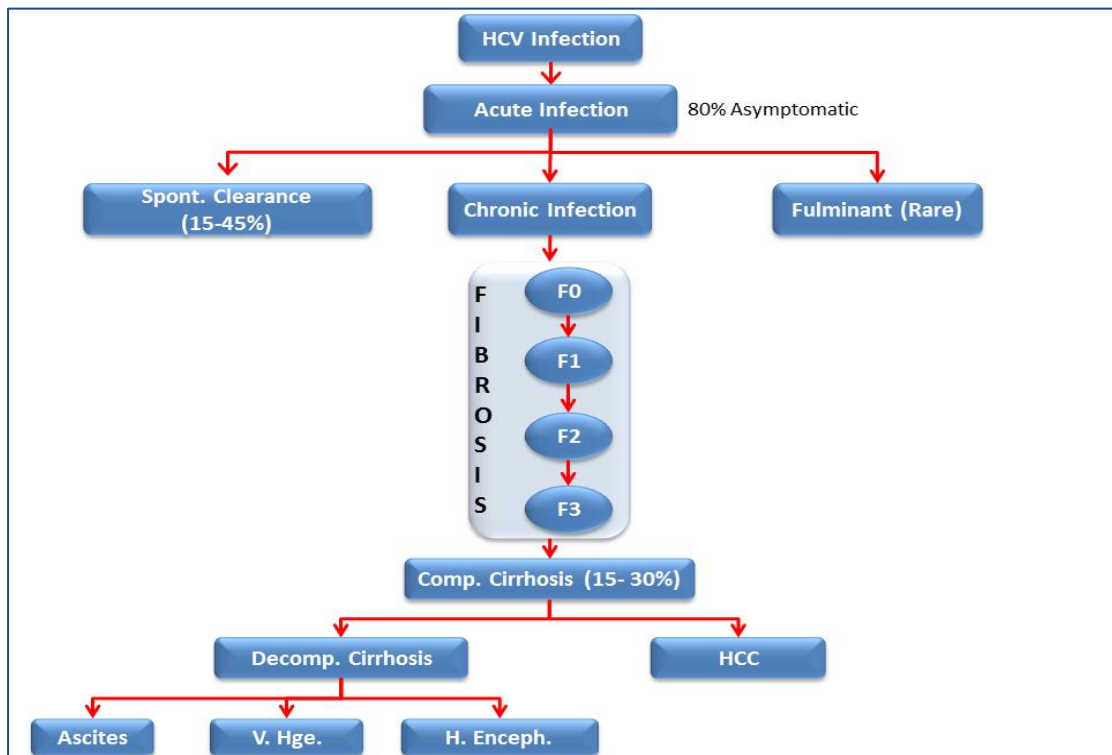 HCV Infection
Acute Infection
80% Asymptomatic
Spont. Clearance
(15-45%)
Chronic Infection
Fulminant (Rare)
F
I
B
R
O
S
I
S
F0
F1
F2
F3
Comp. Cirrhosis (15- 30%)
Decomp. Cirrhosis
HCC
Ascites
V. Hge.
H. Enceph.